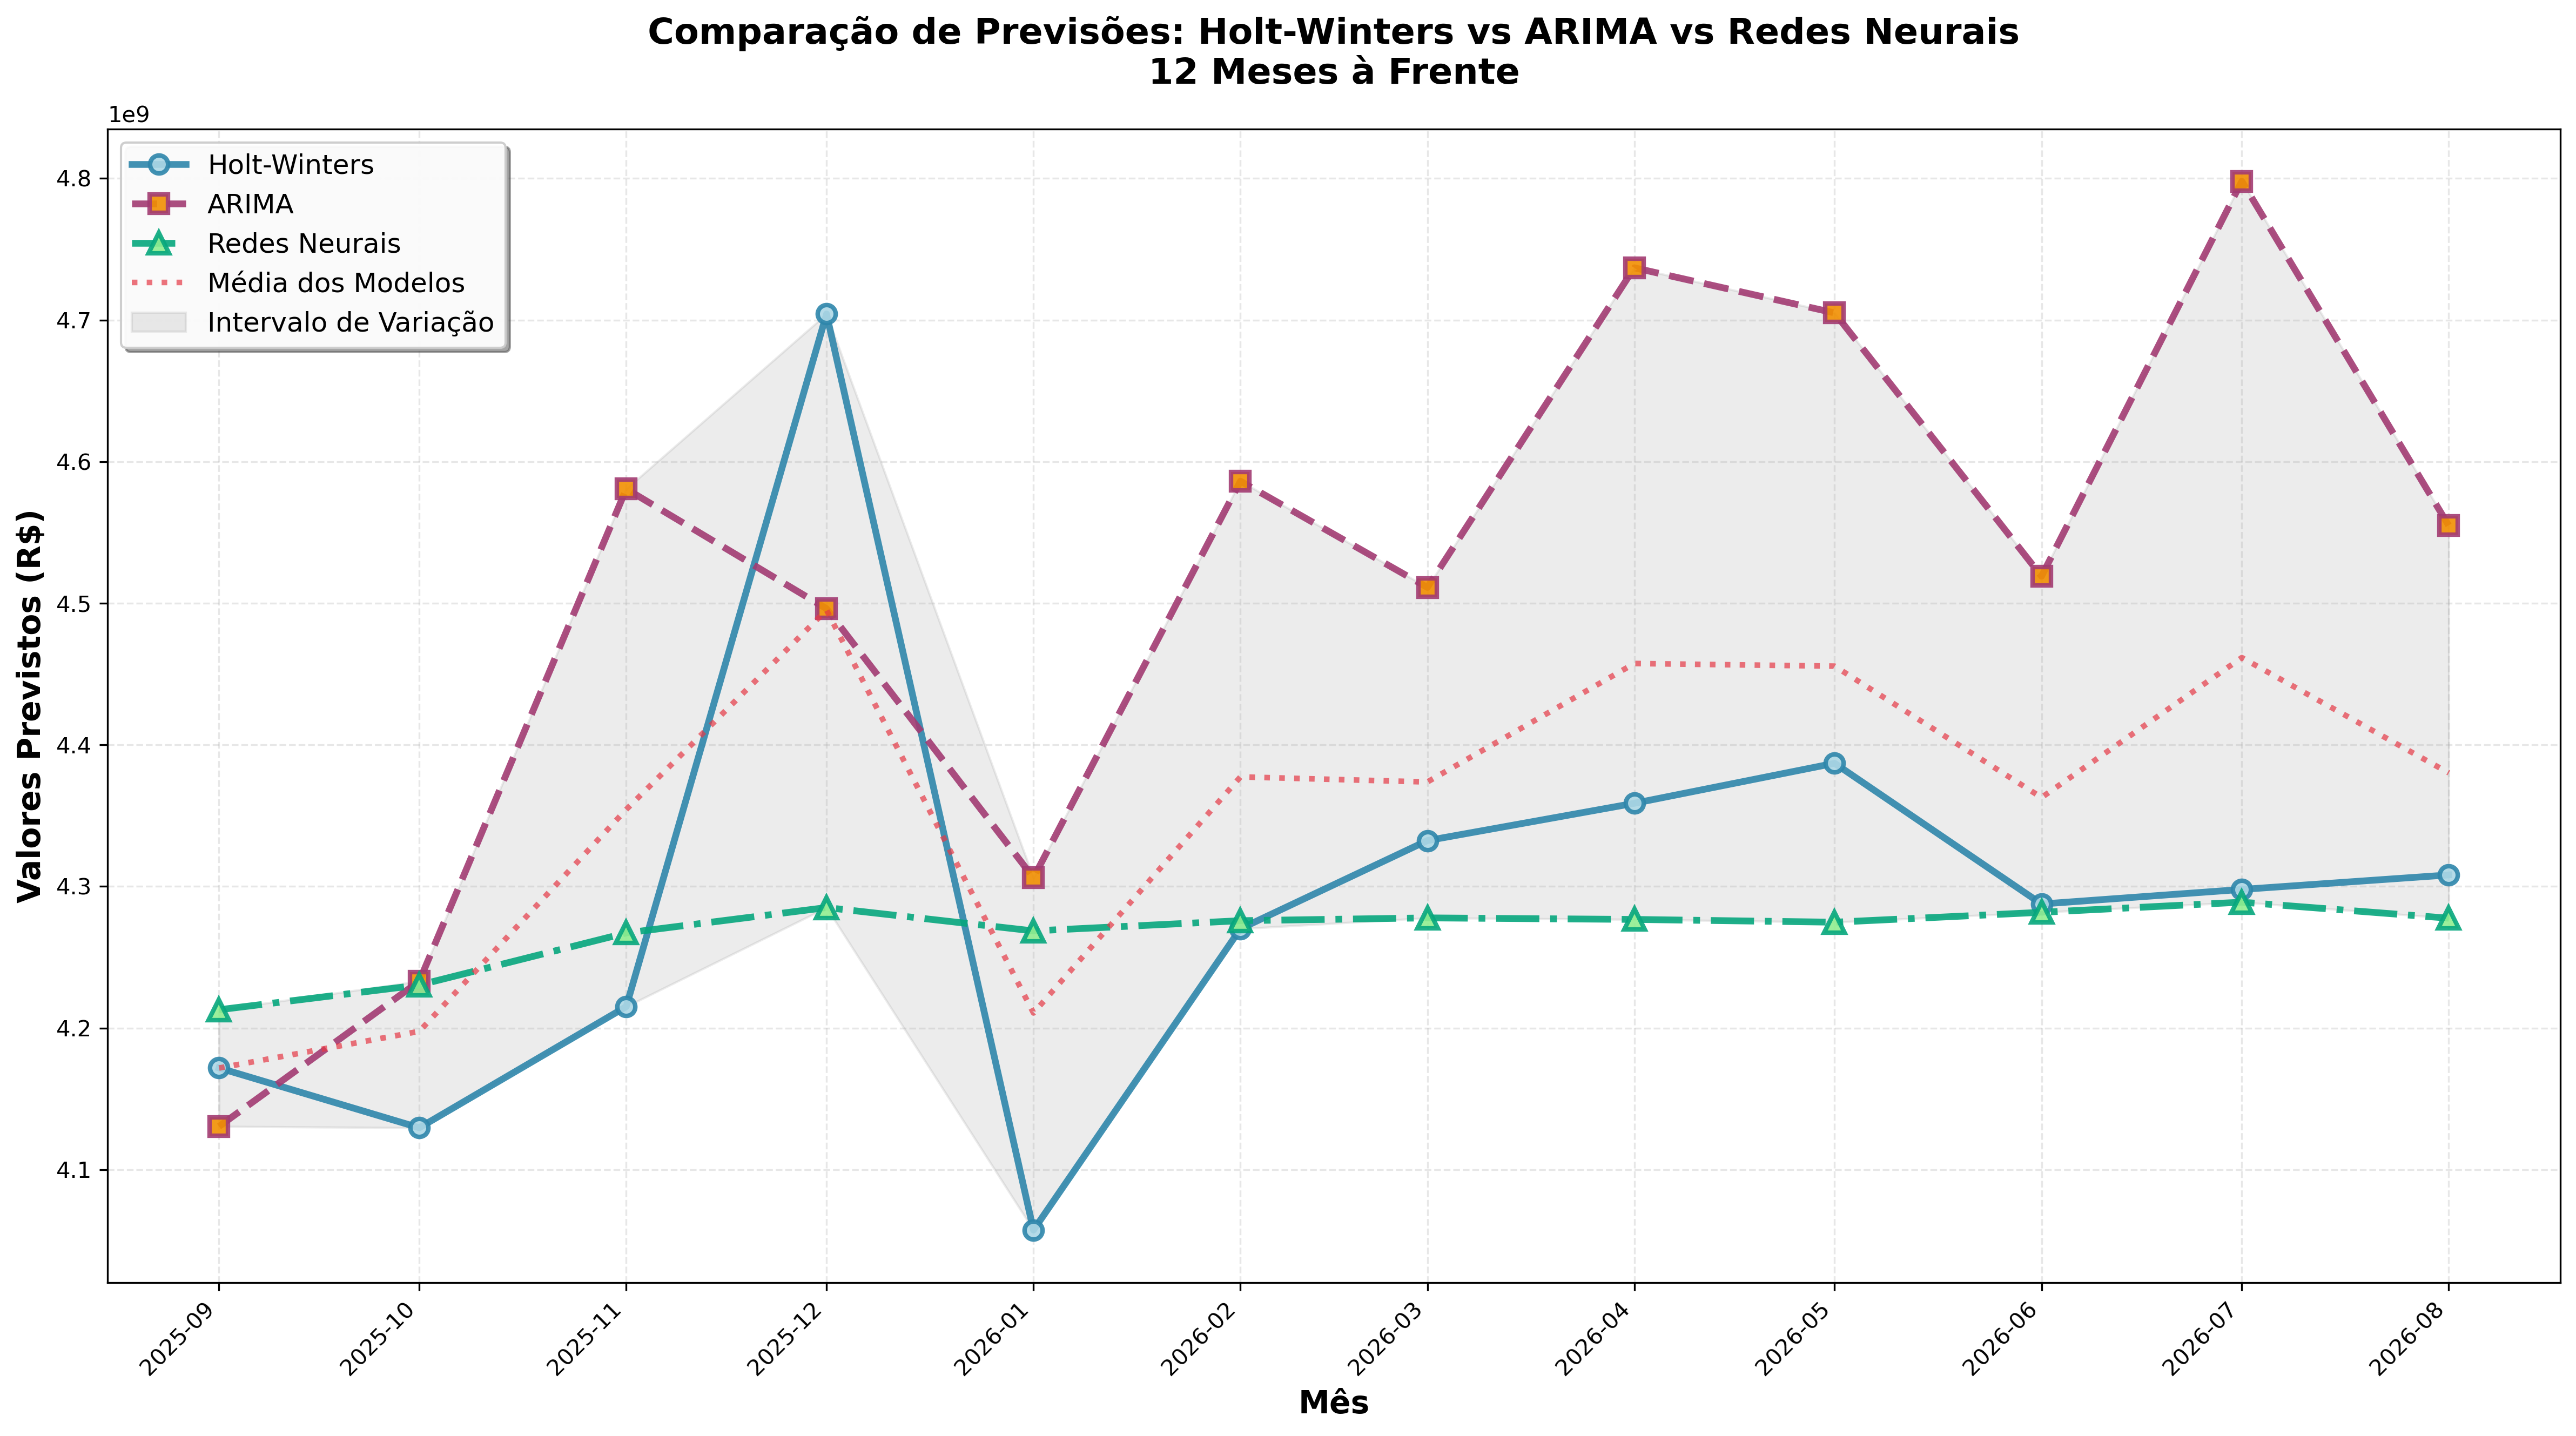 Comparação de Previsões: Holt-Winters vs ARIMA vs Redes Neurais
12 Meses à Frente
1e9
Holt-Winters
ARIMA
Redes Neurais
Média dos Modelos
Intervalo de Variação
4.8
4.7
4.6
4.5
4.4
4.3
4.2
4.1
Valores Previstos (R$)
2025-09
2025-10
2025-11
2025-12
2026-01
2026-02
2026-03
2026-04
2026-05
2026-06
2026-07
2026-08
Mês